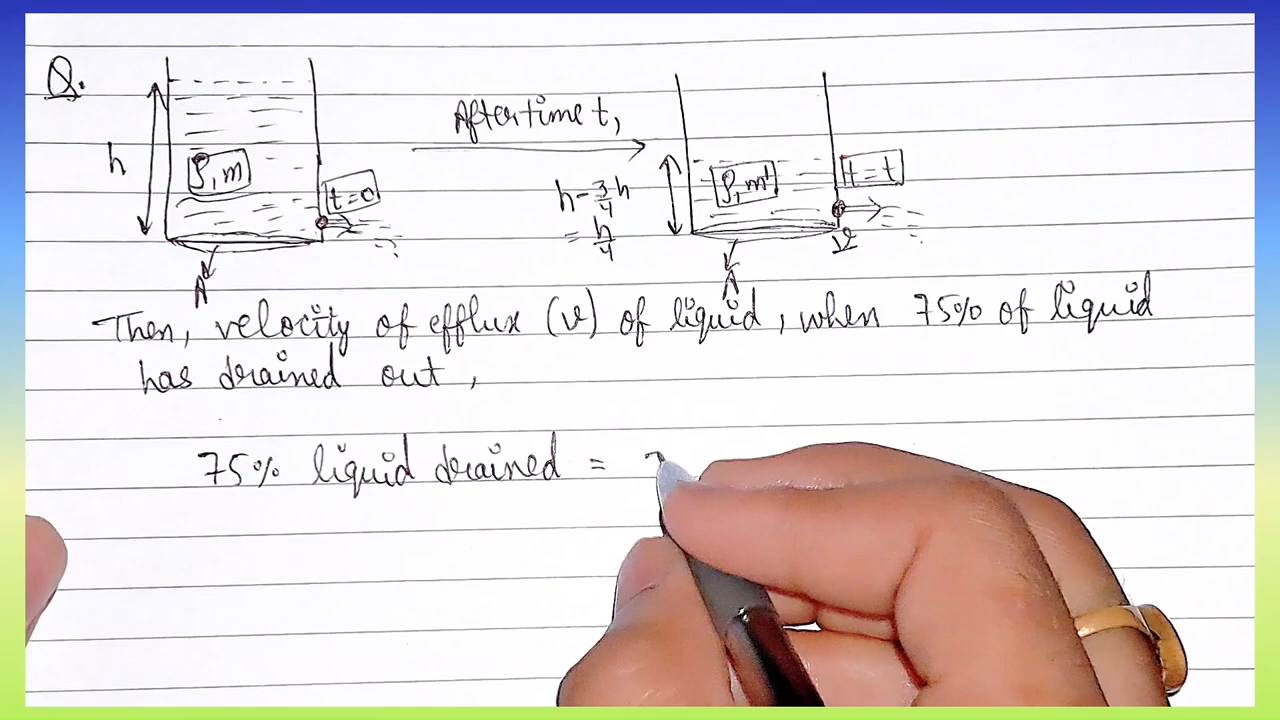 Q.
After time t,
h
ρ, m
t = 0
h - 3/4 h
= h/4
ρ, m'
t = t
v
A
A
Then, velocity of efflux (v) of liquid, when 75% of liquid
has drained out,
75% liquid drained =